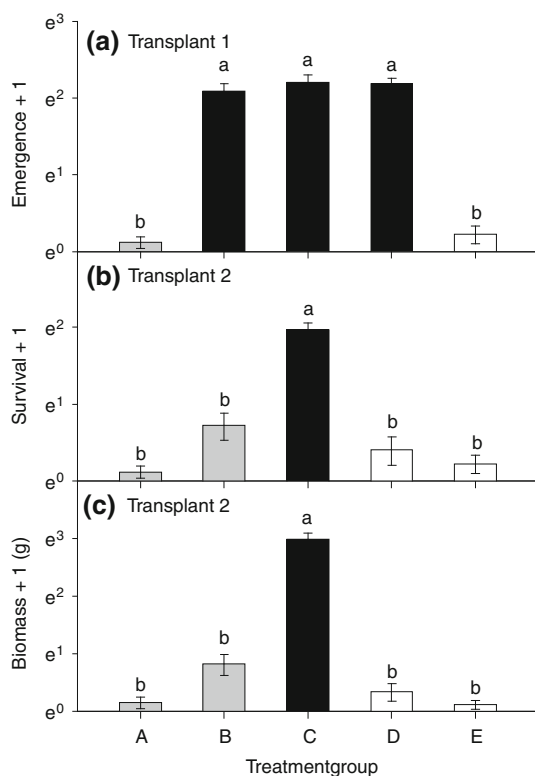 (a) Transplant 1
Emergence + 1
e³
e²
e¹
e⁰
b
a
a
a
b
(b) Transplant 2
Survival + 1
e²
e¹
e⁰
b
b
a
b
b
(c) Transplant 2
Biomass + 1 (g)
e³
e²
e¹
e⁰
b
b
a
b
b
A B C D E
Treatmentgroup